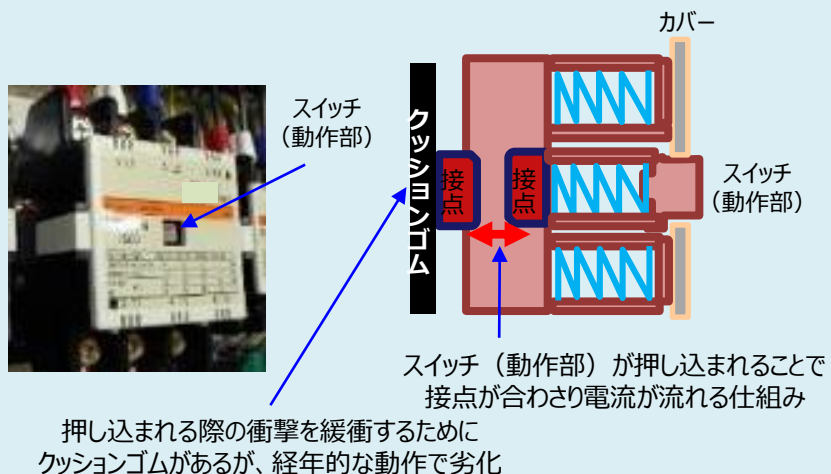 カバー
スイッチ
（動作部）
クッションゴム
接点
接点
スイッチ
（動作部）
スイッチ（動作部）が押し込まれることで
接点が合わさり電流が流れる仕組み
押し込まれる際の衝撃を緩衝するために
クッションゴムがあるが、経年的な動作で劣化